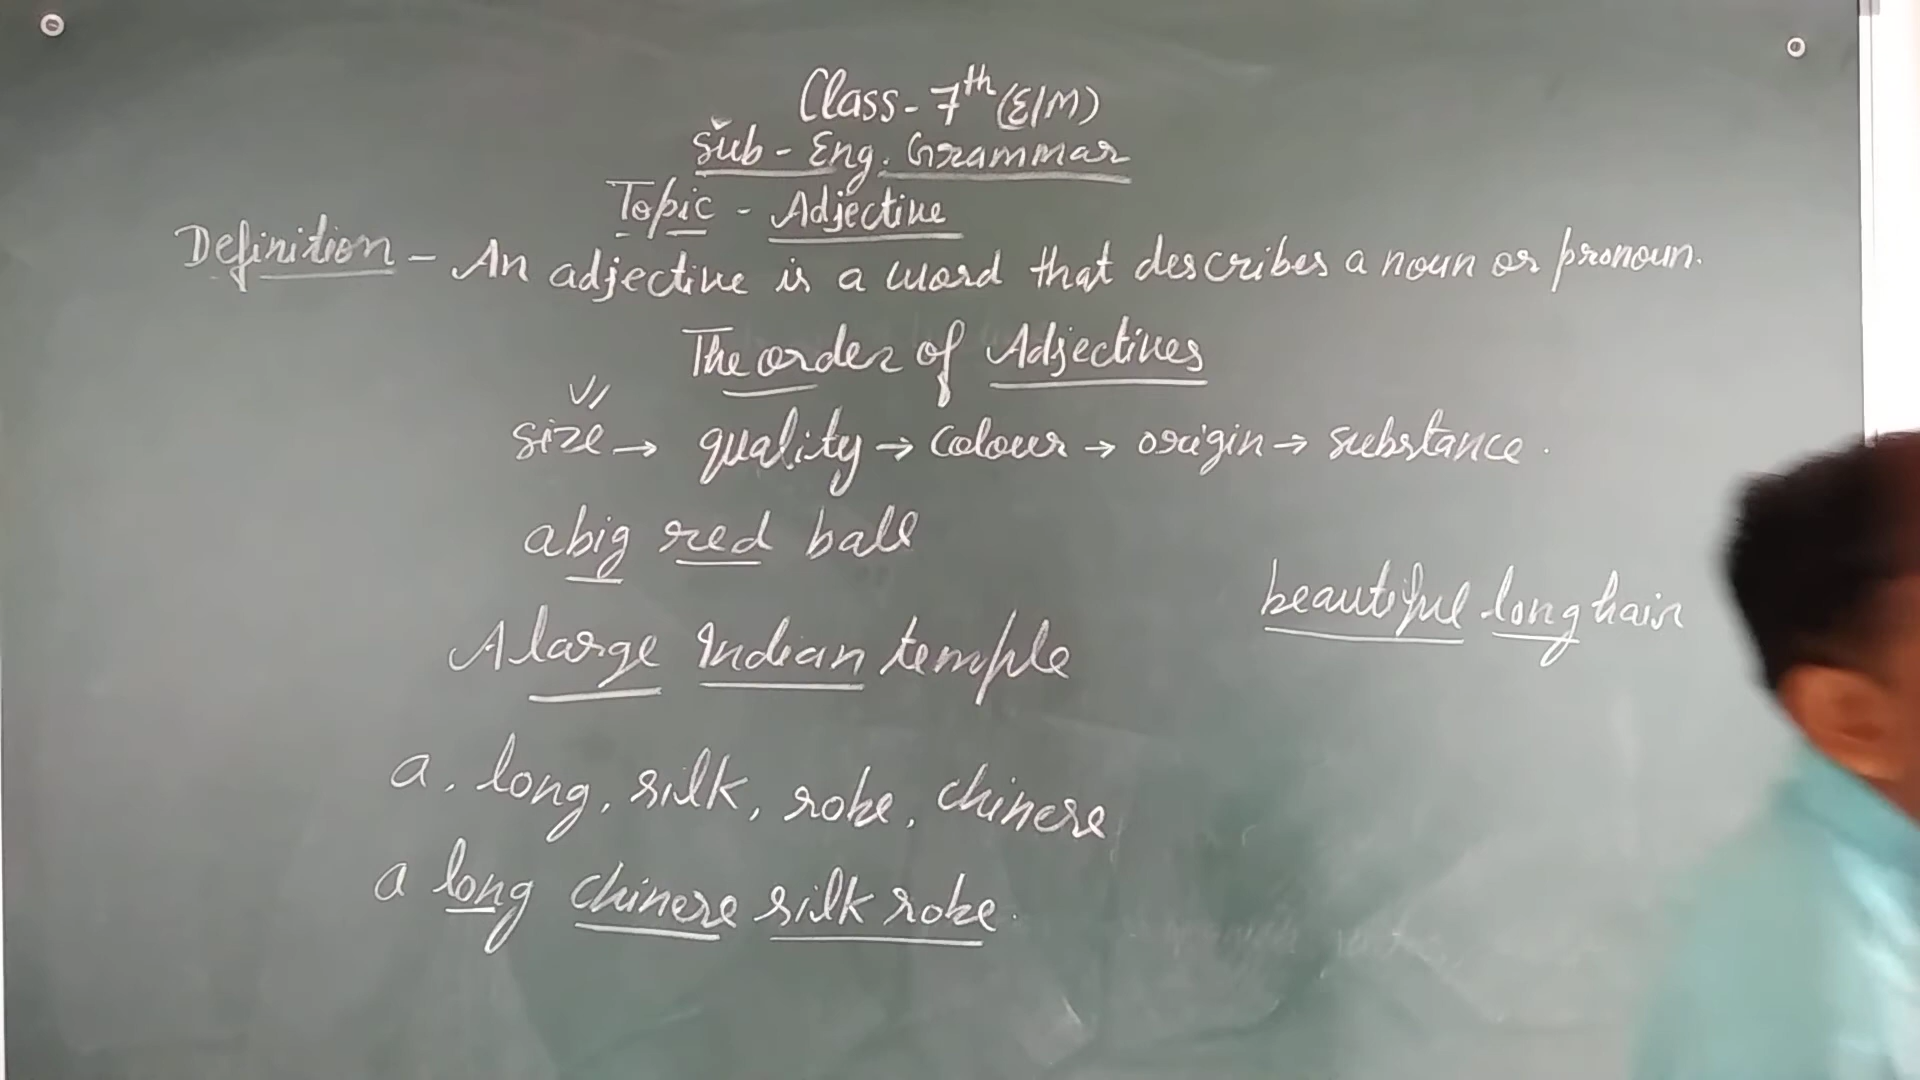 Class - 7th (E/M)
Sub - Eng. Grammar
Topic - Adjective
Definition - An adjective is a word that describes a noun or pronoun.
The order of Adjectives
size → quality → colour → origin → substance.
a big red ball
beautiful long hair
A large Indian temple
a, long, silk, robe, chinese
a long chinese silk robe.